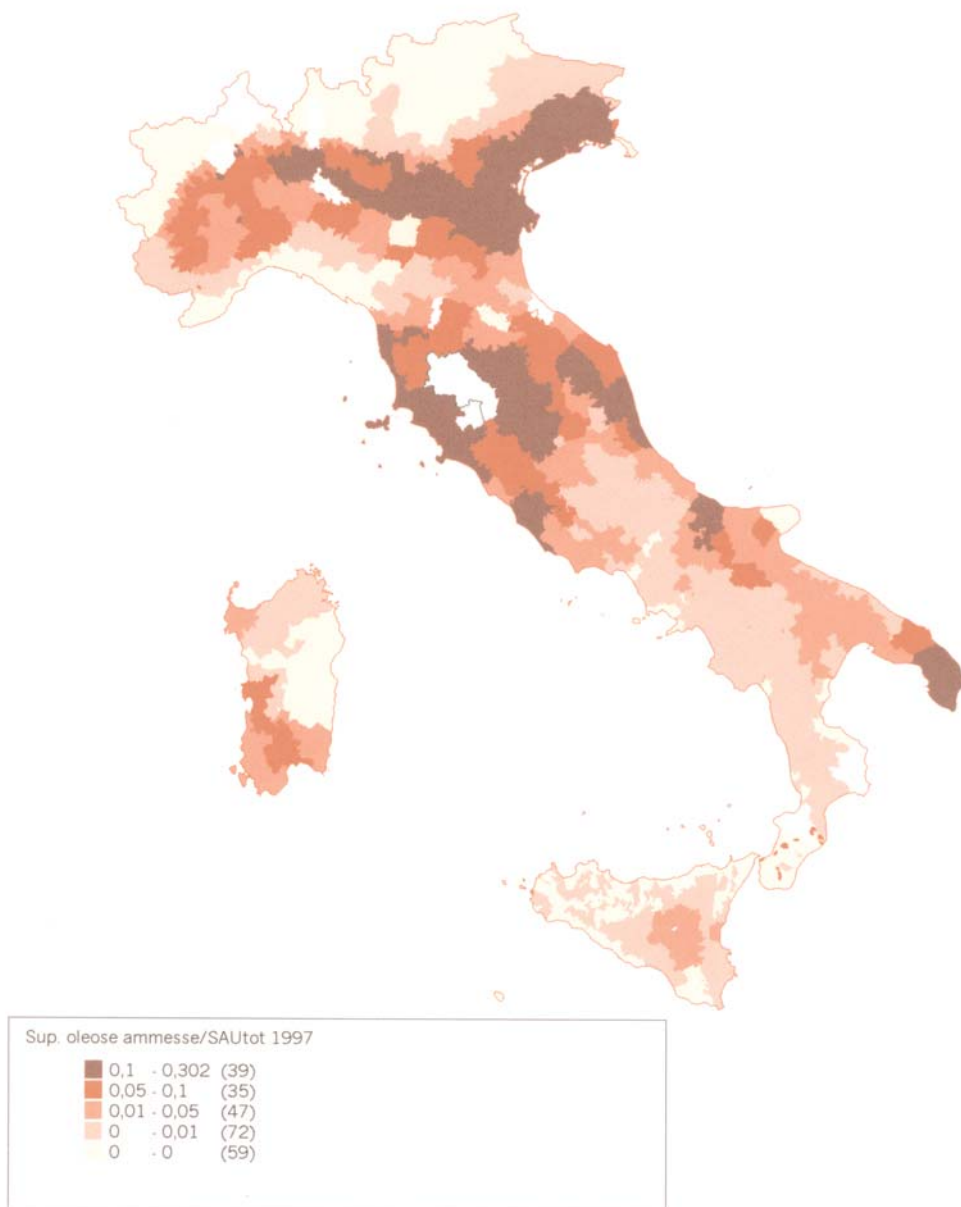 Sup. oleose ammesse/SAUtot 1997
0,1 - 0,302 (39)
0,05 - 0,1 (35)
0,01 - 0,05 (47)
0 - 0,01 (72)
0 - 0 (59)